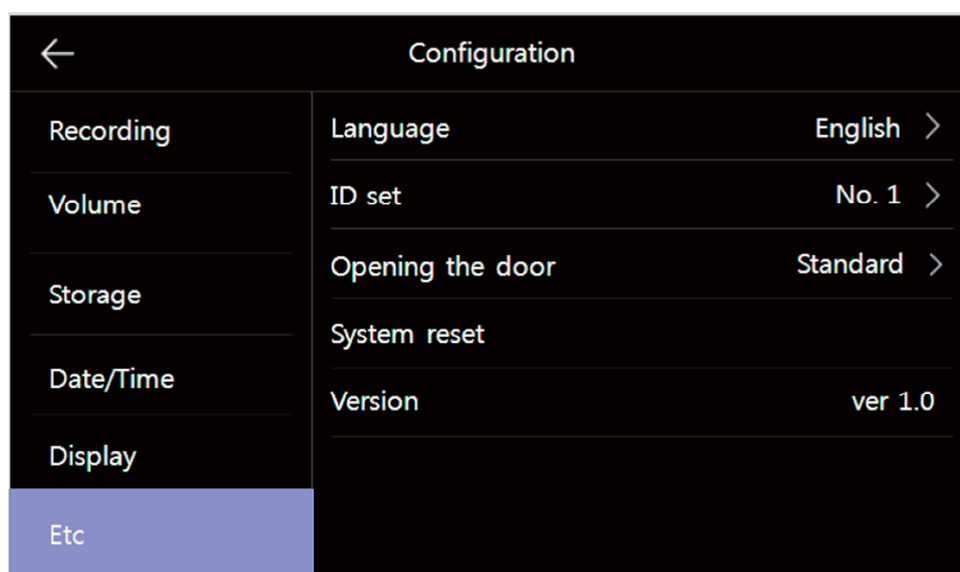 Configuration
Recording
Volume
Storage
Date/Time
Display
Etc
Language English
ID set No. 1
Opening the door Standard
System reset
Version ver 1.0